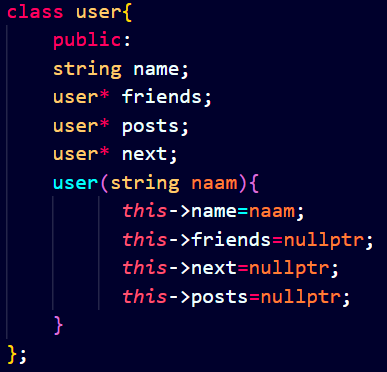 class user{
    public:
    string name;
    user* friends;
    user* posts;
    user* next;
    user(string naam){
          this->name=naam;
          this->friends=nullptr;
          this->next=nullptr;
          this->posts=nullptr;
    }
};